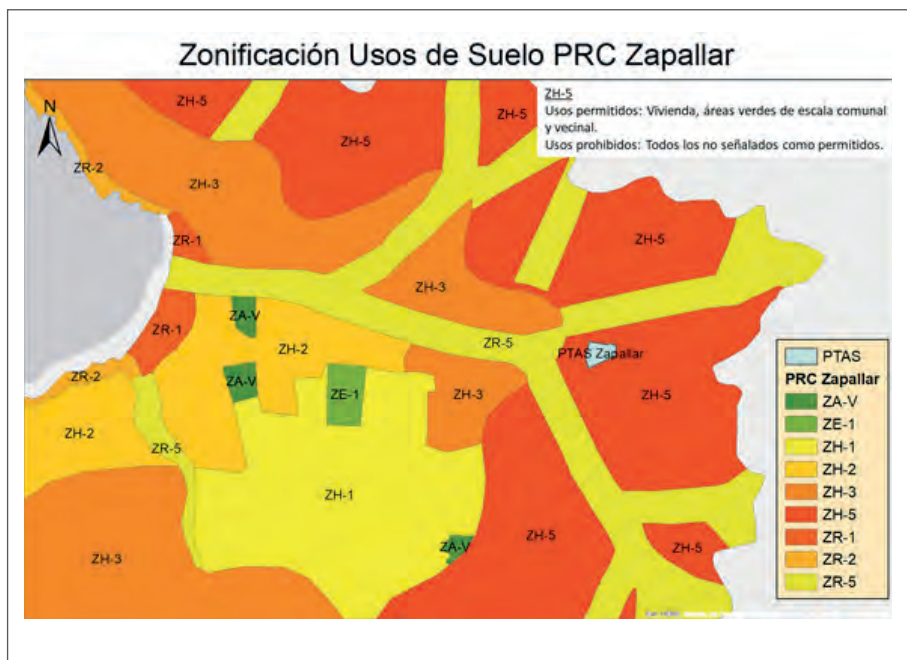 Zonificación Usos de Suelo PRC Zapallar
N
ZH-5
Usos permitidos: Vivienda, áreas verdes de escala comunal
y vecinal.
Usos prohibidos: Todos los no señalados como permitidos.
ZH-5
ZH-5
ZH-5
ZR-2
ZH-3
ZR-1
ZH-5
ZH-3
ZA-V
ZR-1
ZH-2
ZR-5
PTAS Zapallar
ZR-2
ZA-V
ZE-1
ZH-3
ZH-5
ZH-2
ZR-5
ZH-1
ZH-5
ZA-V
ZH-5
ZH-3
PTAS
PRC Zapallar
ZA-V
ZE-1
ZH-1
ZH-2
ZH-3
ZH-5
ZR-1
ZR-2
ZR-5